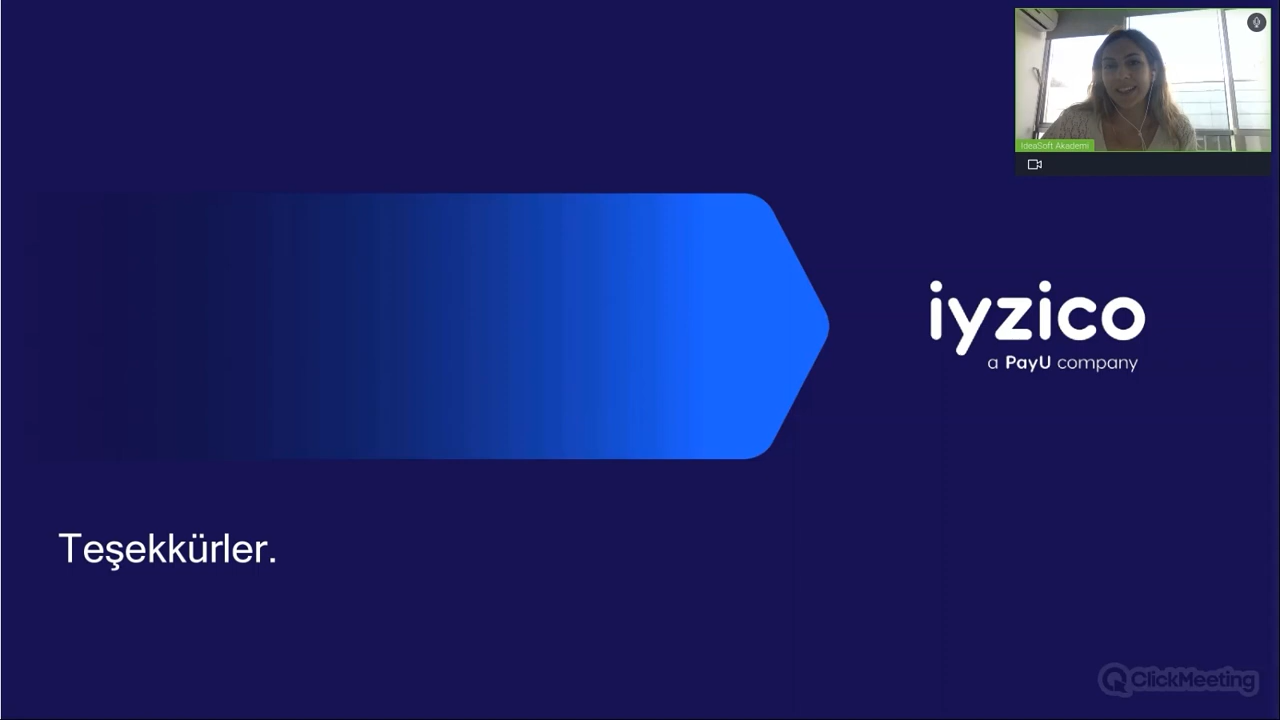 IdeaSoft Akademi
iyzico
a PayU company
Teşekkürler.
ClickMeeting